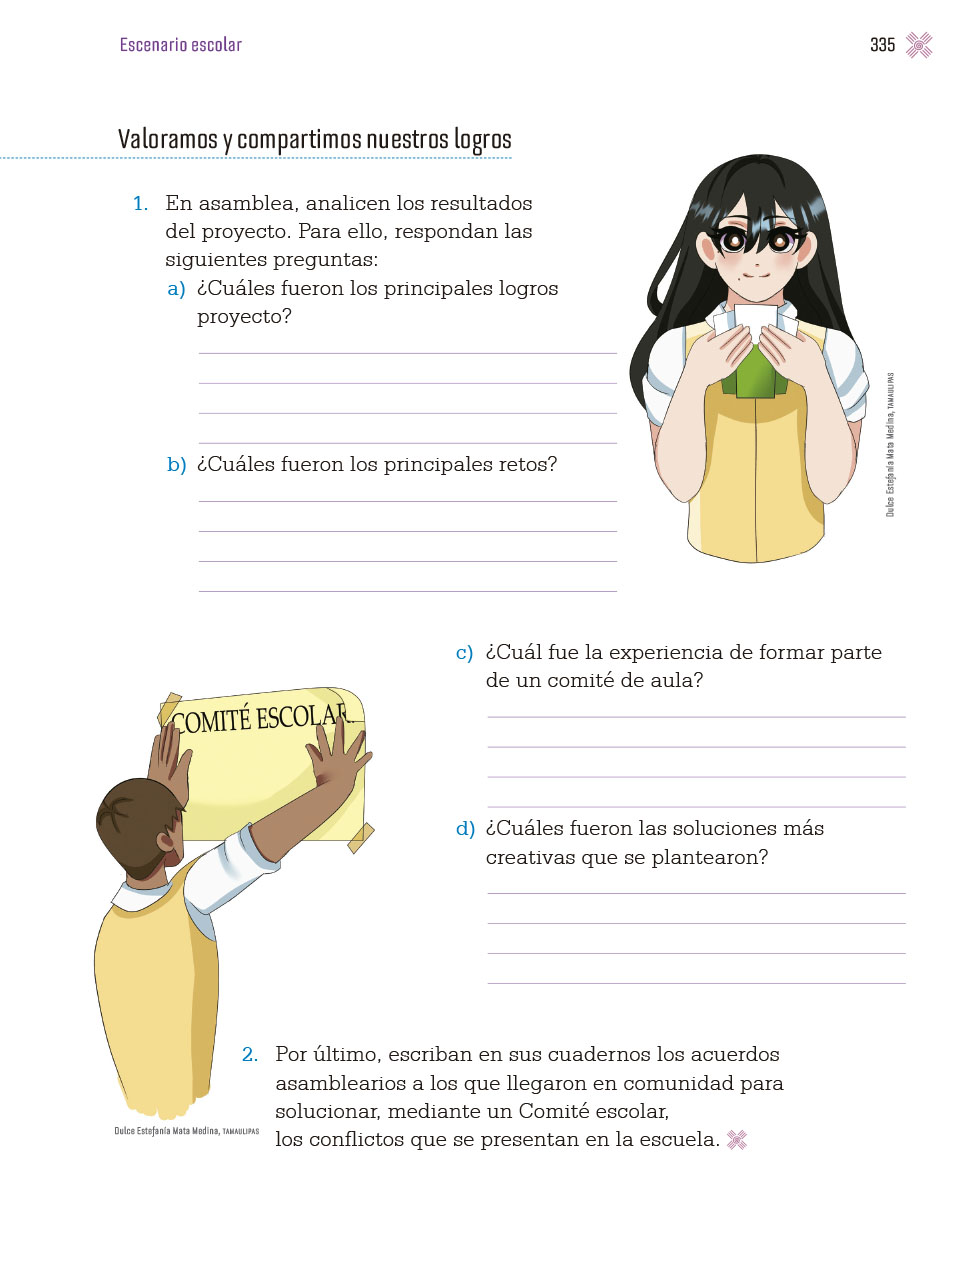 Escenario escolar
335
Valoramos y compartimos nuestros logros
1. En asamblea, analicen los resultados
del proyecto. Para ello, respondan las
siguientes preguntas:
a) ¿Cuáles fueron los principales logros
proyecto?
b) ¿Cuáles fueron los principales retos?
Dulce Estefanía Mata Medina, TAMAULIPAS
c) ¿Cuál fue la experiencia de formar parte
de un comité de aula?
d) ¿Cuáles fueron las soluciones más
creativas que se plantearon?
COMITÉ ESCOLAR
2. Por último, escriban en sus cuadernos los acuerdos
asamblearios a los que llegaron en comunidad para
solucionar, mediante un Comité escolar,
los conflictos que se presentan en la escuela.
Dulce Estefanía Mata Medina, TAMAULIPAS